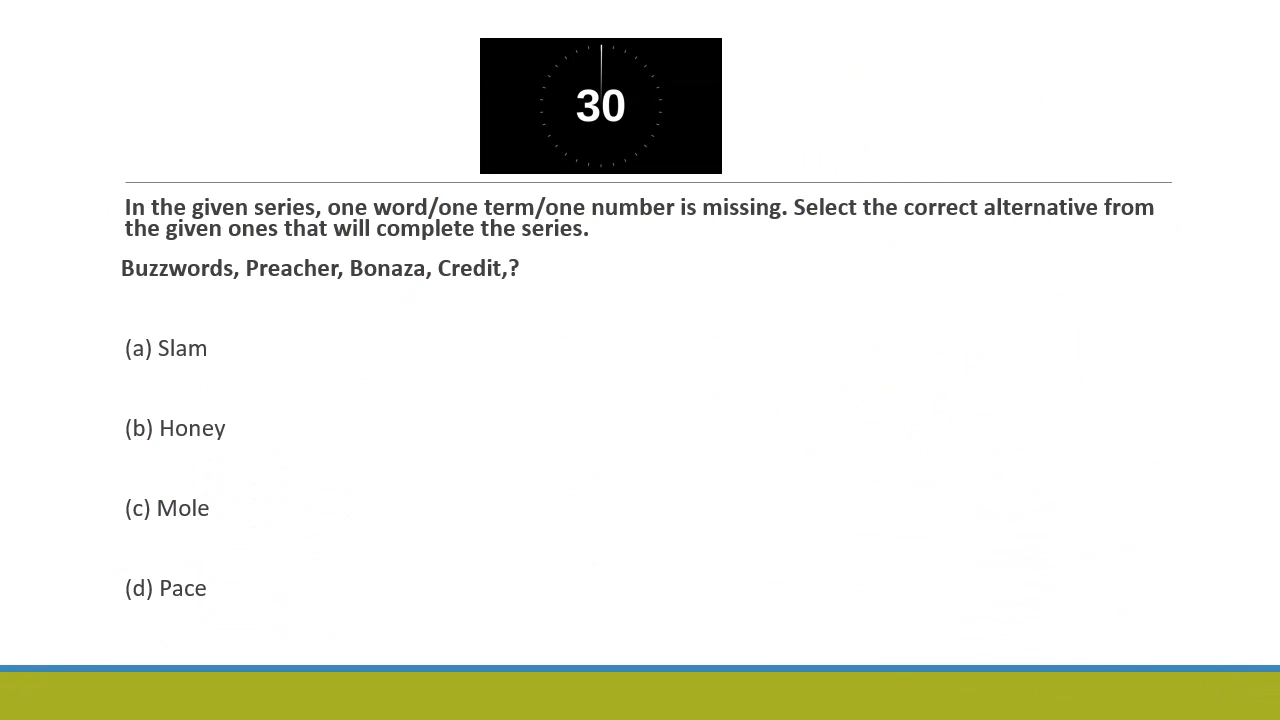 30
In the given series, one word/one term/one number is missing. Select the correct alternative from
the given ones that will complete the series.
Buzzwords, Preacher, Bonaza, Credit,?
(a) Slam
(b) Honey
(c) Mole
(d) Pace